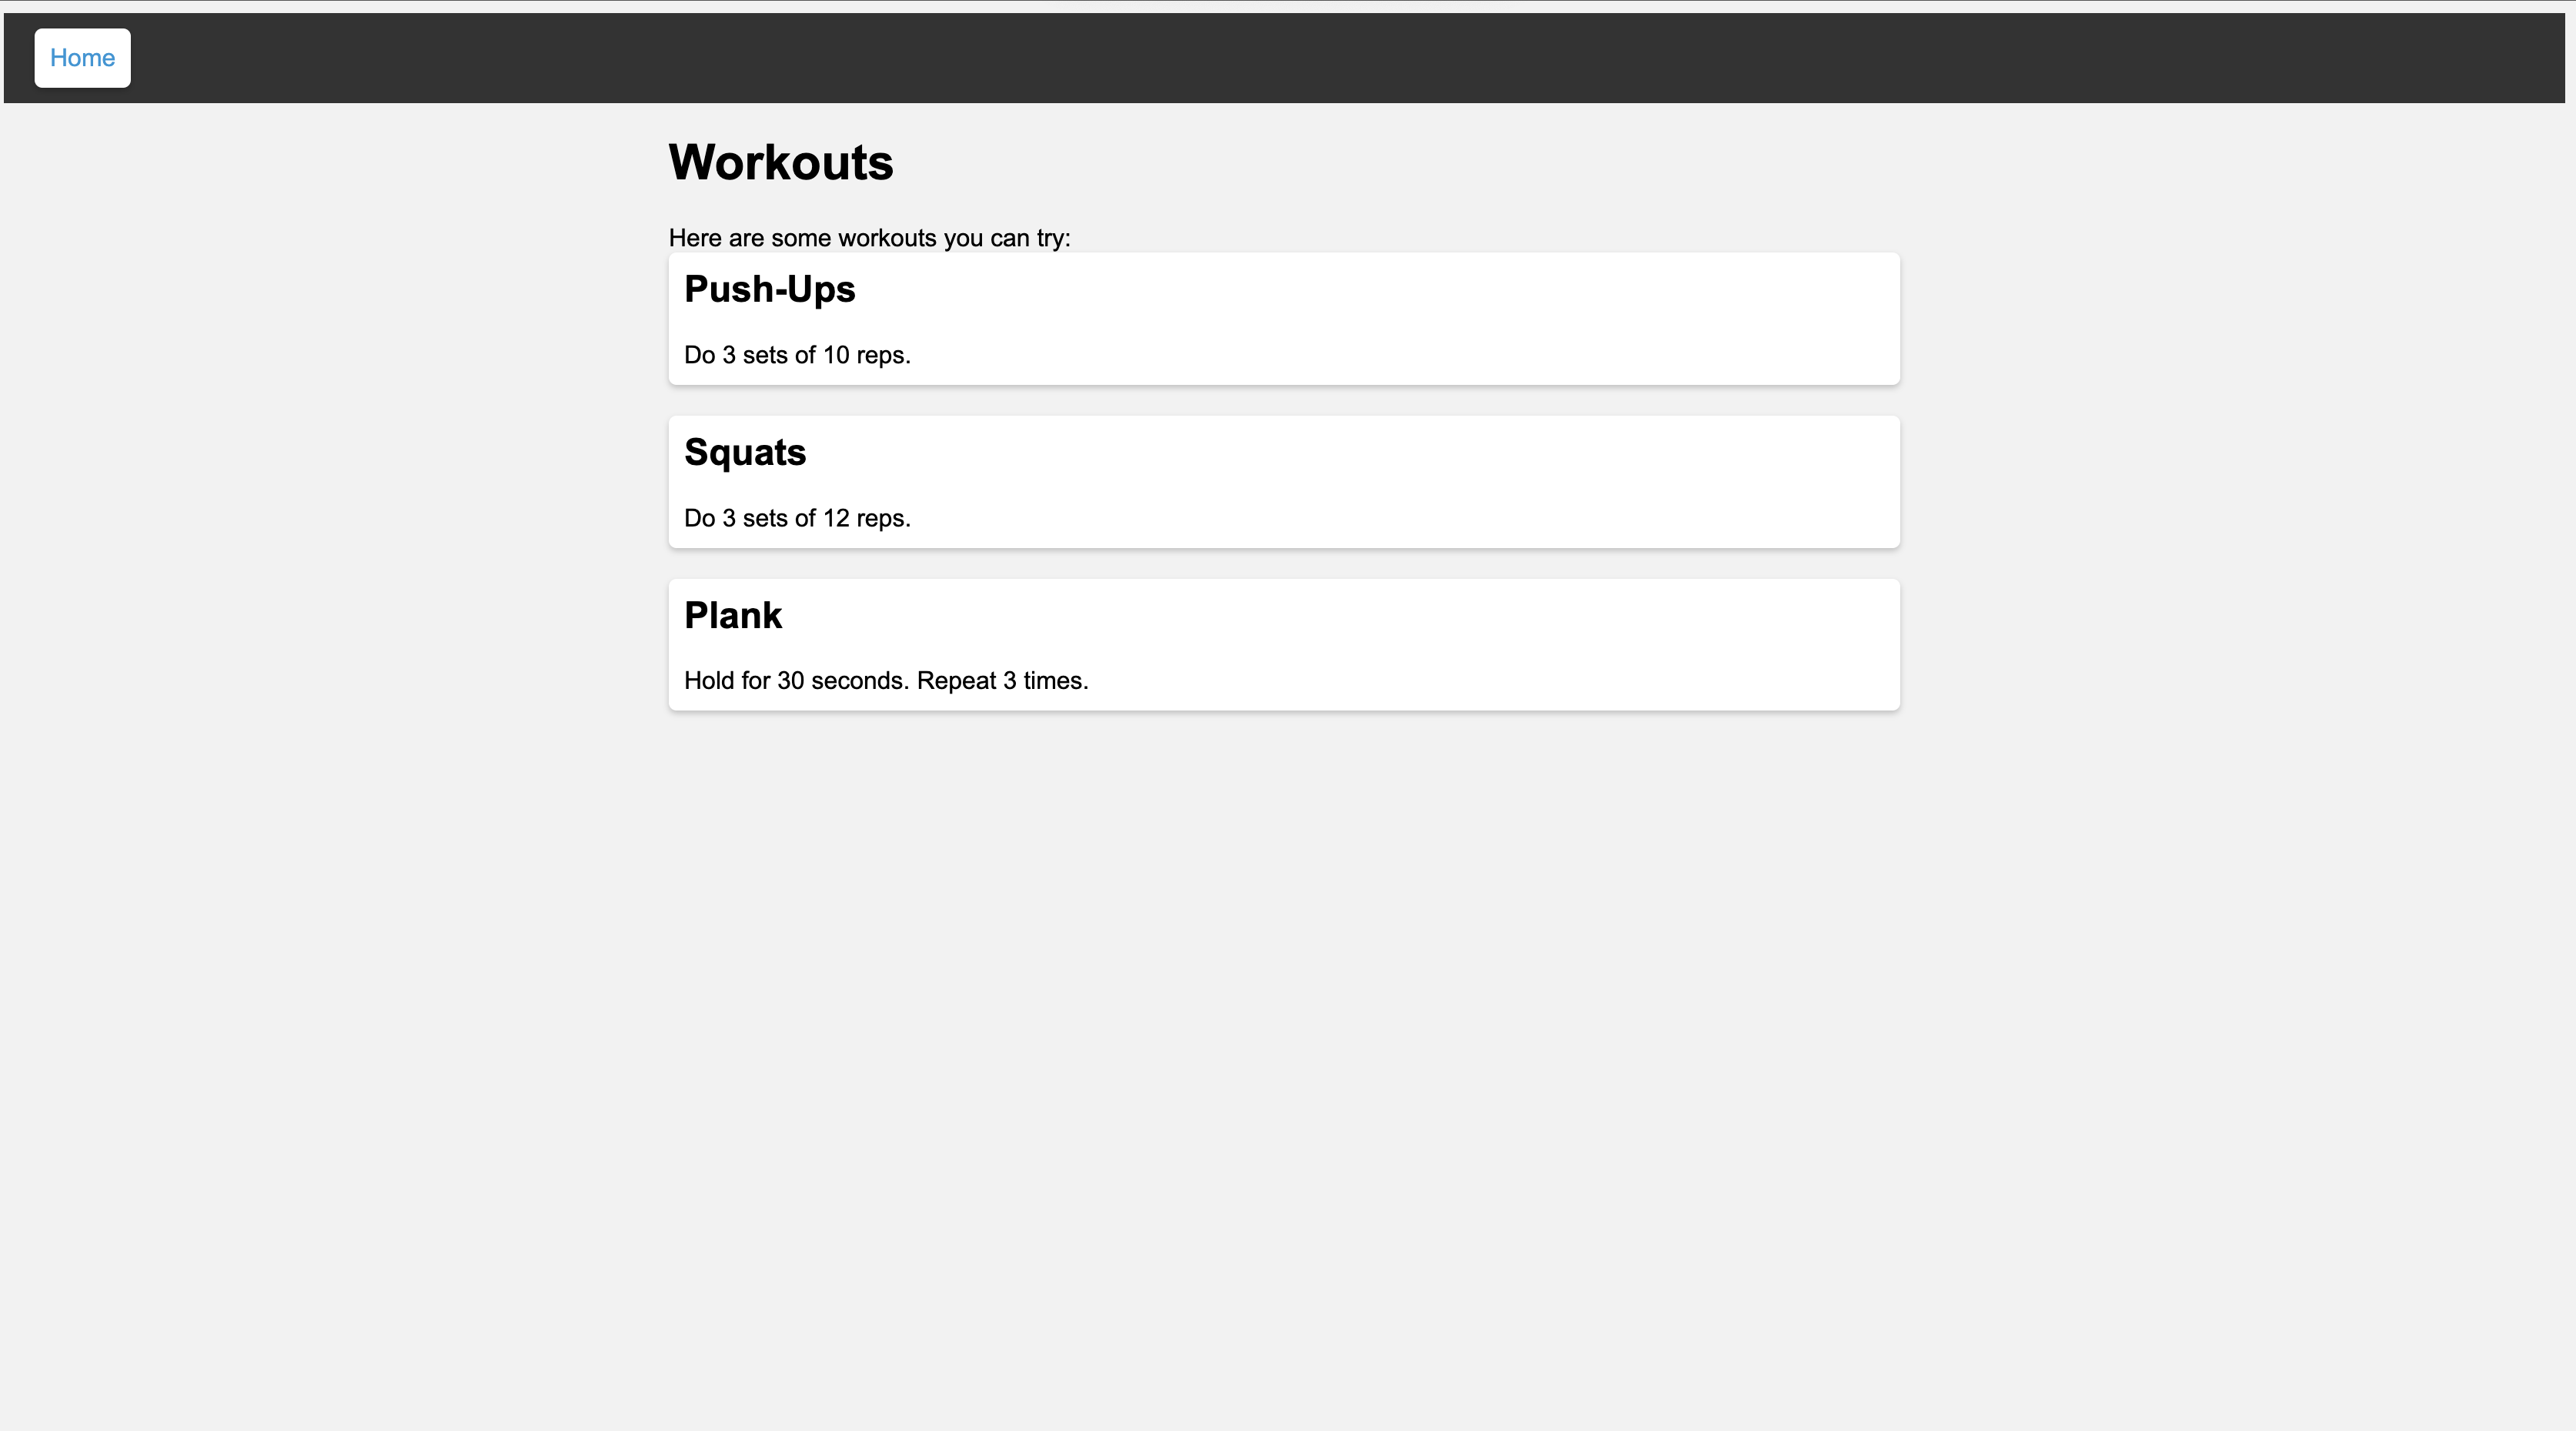 Home
Workouts
Here are some workouts you can try:
Push-Ups
Do 3 sets of 10 reps.
Squats
Do 3 sets of 12 reps.
Plank
Hold for 30 seconds. Repeat 3 times.